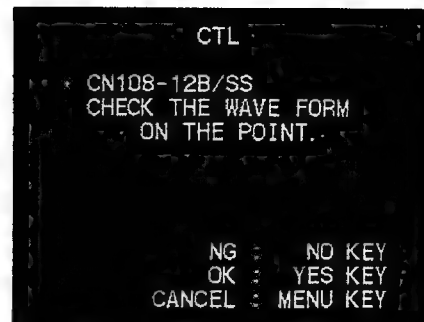 CTL
* CN108-12B/SS
CHECK THE WAVE FORM
ON THE POINT.
NG : NO KEY
OK : YES KEY
CANCEL : MENU KEY